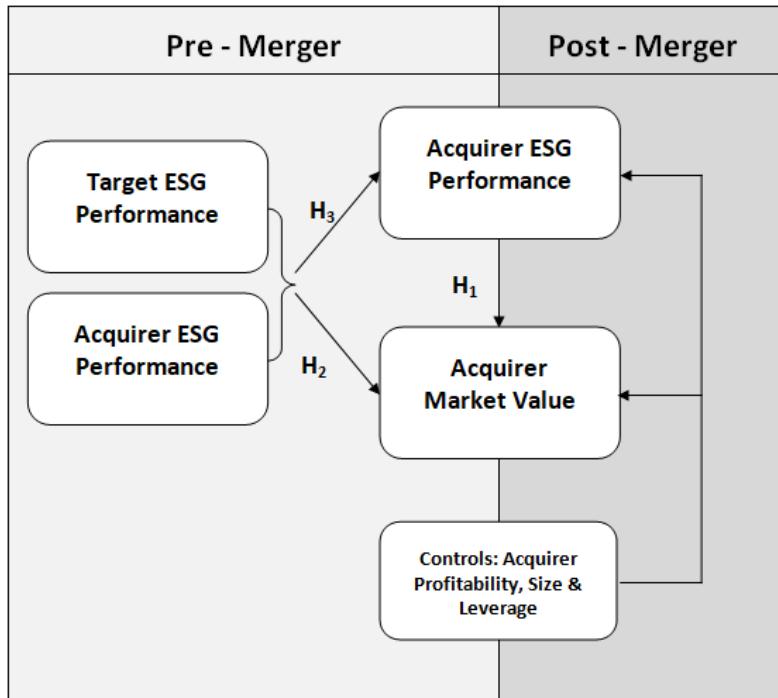 Pre - Merger
Post - Merger
Target ESG
Performance
Acquirer ESG
Performance
Acquirer ESG
Performance
H₃
H₁
H₂
Acquirer
Market Value
Controls: Acquirer
Profitability, Size &
Leverage